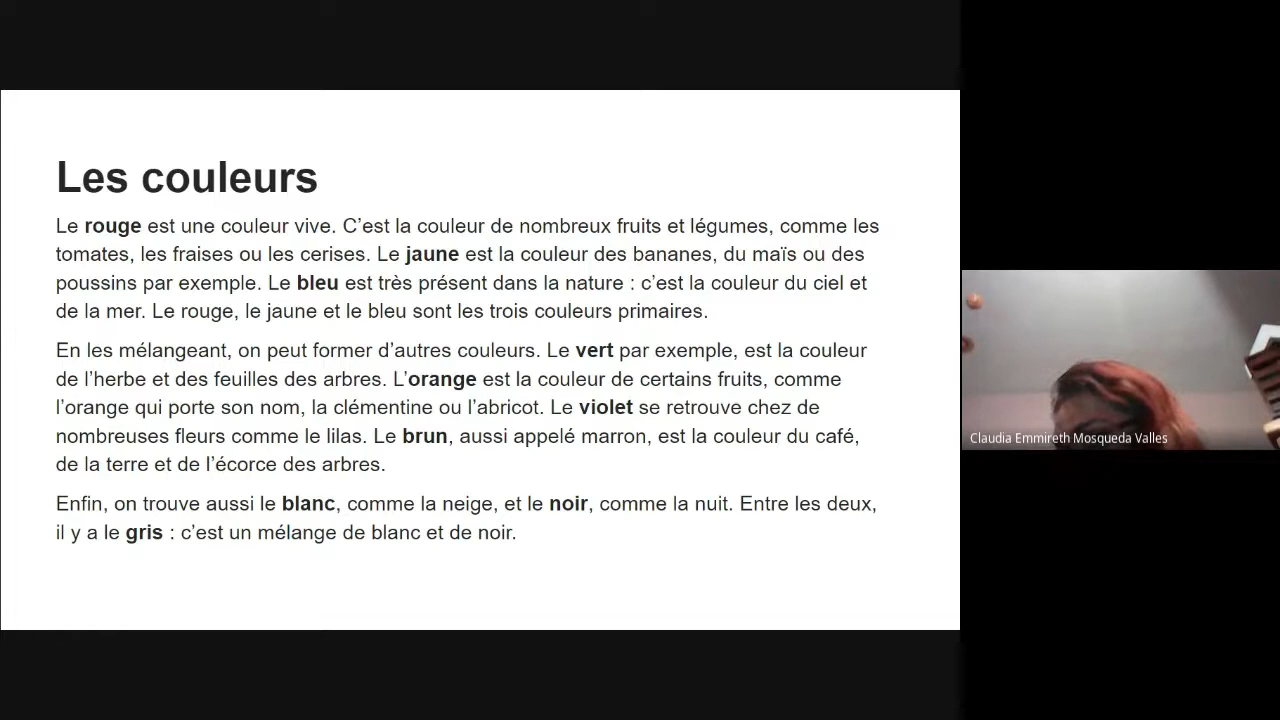 Les couleurs
Le rouge est une couleur vive. C’est la couleur de nombreux fruits et légumes, comme les
tomates, les fraises ou les cerises. Le jaune est la couleur des bananes, du maïs ou des
poussins par exemple. Le bleu est très présent dans la nature : c’est la couleur du ciel et
de la mer. Le rouge, le jaune et le bleu sont les trois couleurs primaires.
En les mélangeant, on peut former d’autres couleurs. Le vert par exemple, est la couleur
de l’herbe et des feuilles des arbres. L’orange est la couleur de certains fruits, comme
l’orange qui porte son nom, la clémentine ou l’abricot. Le violet se retrouve chez de
nombreuses fleurs comme le lilas. Le brun, aussi appelé marron, est la couleur du café,
de la terre et de l’écorce des arbres.
Enfin, on trouve aussi le blanc, comme la neige, et le noir, comme la nuit. Entre les deux,
il y a le gris : c’est un mélange de blanc et de noir.
Claudia Emmireth Mosqueda Valles